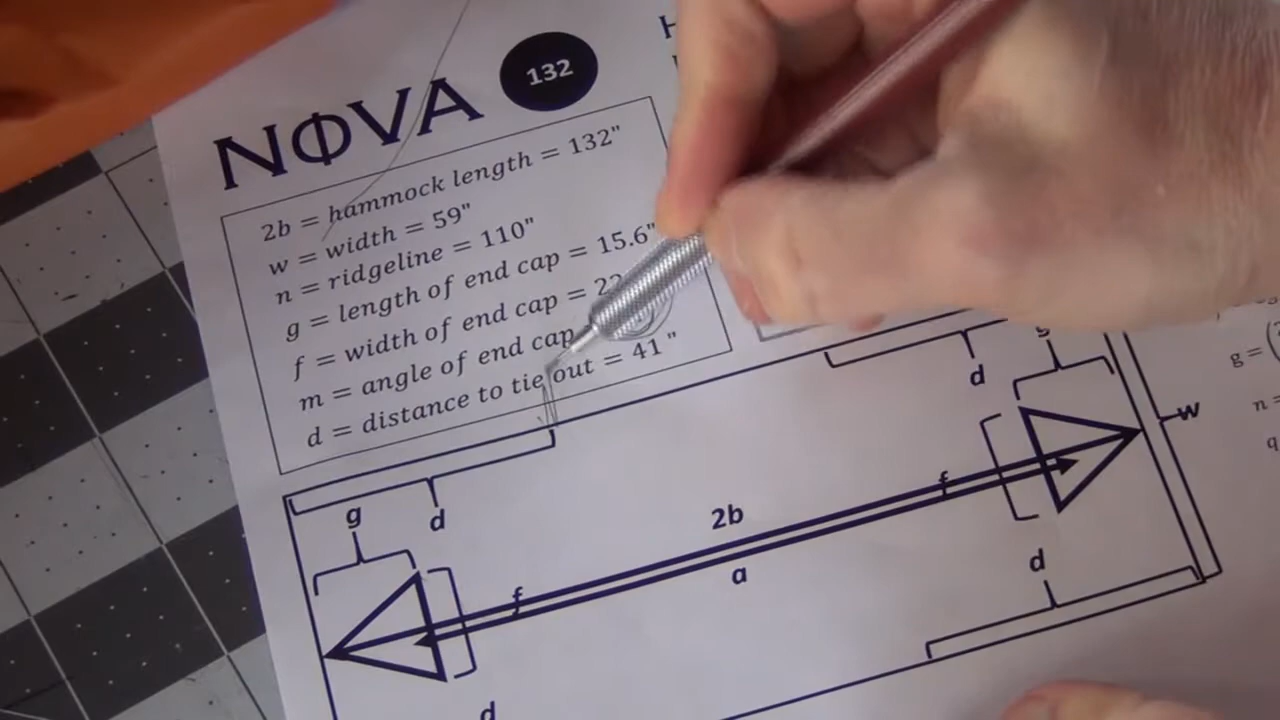 NΦVA
132
2b = hammock length = 132"
w = width = 59"
n = ridgeline = 110"
g = length of end cap = 15.6"
f = width of end cap =
m = angle of end cap
d = distance to tie out = 41"
g
d
g =
n =
q
w
g
d
f
2b
a
f
d
d